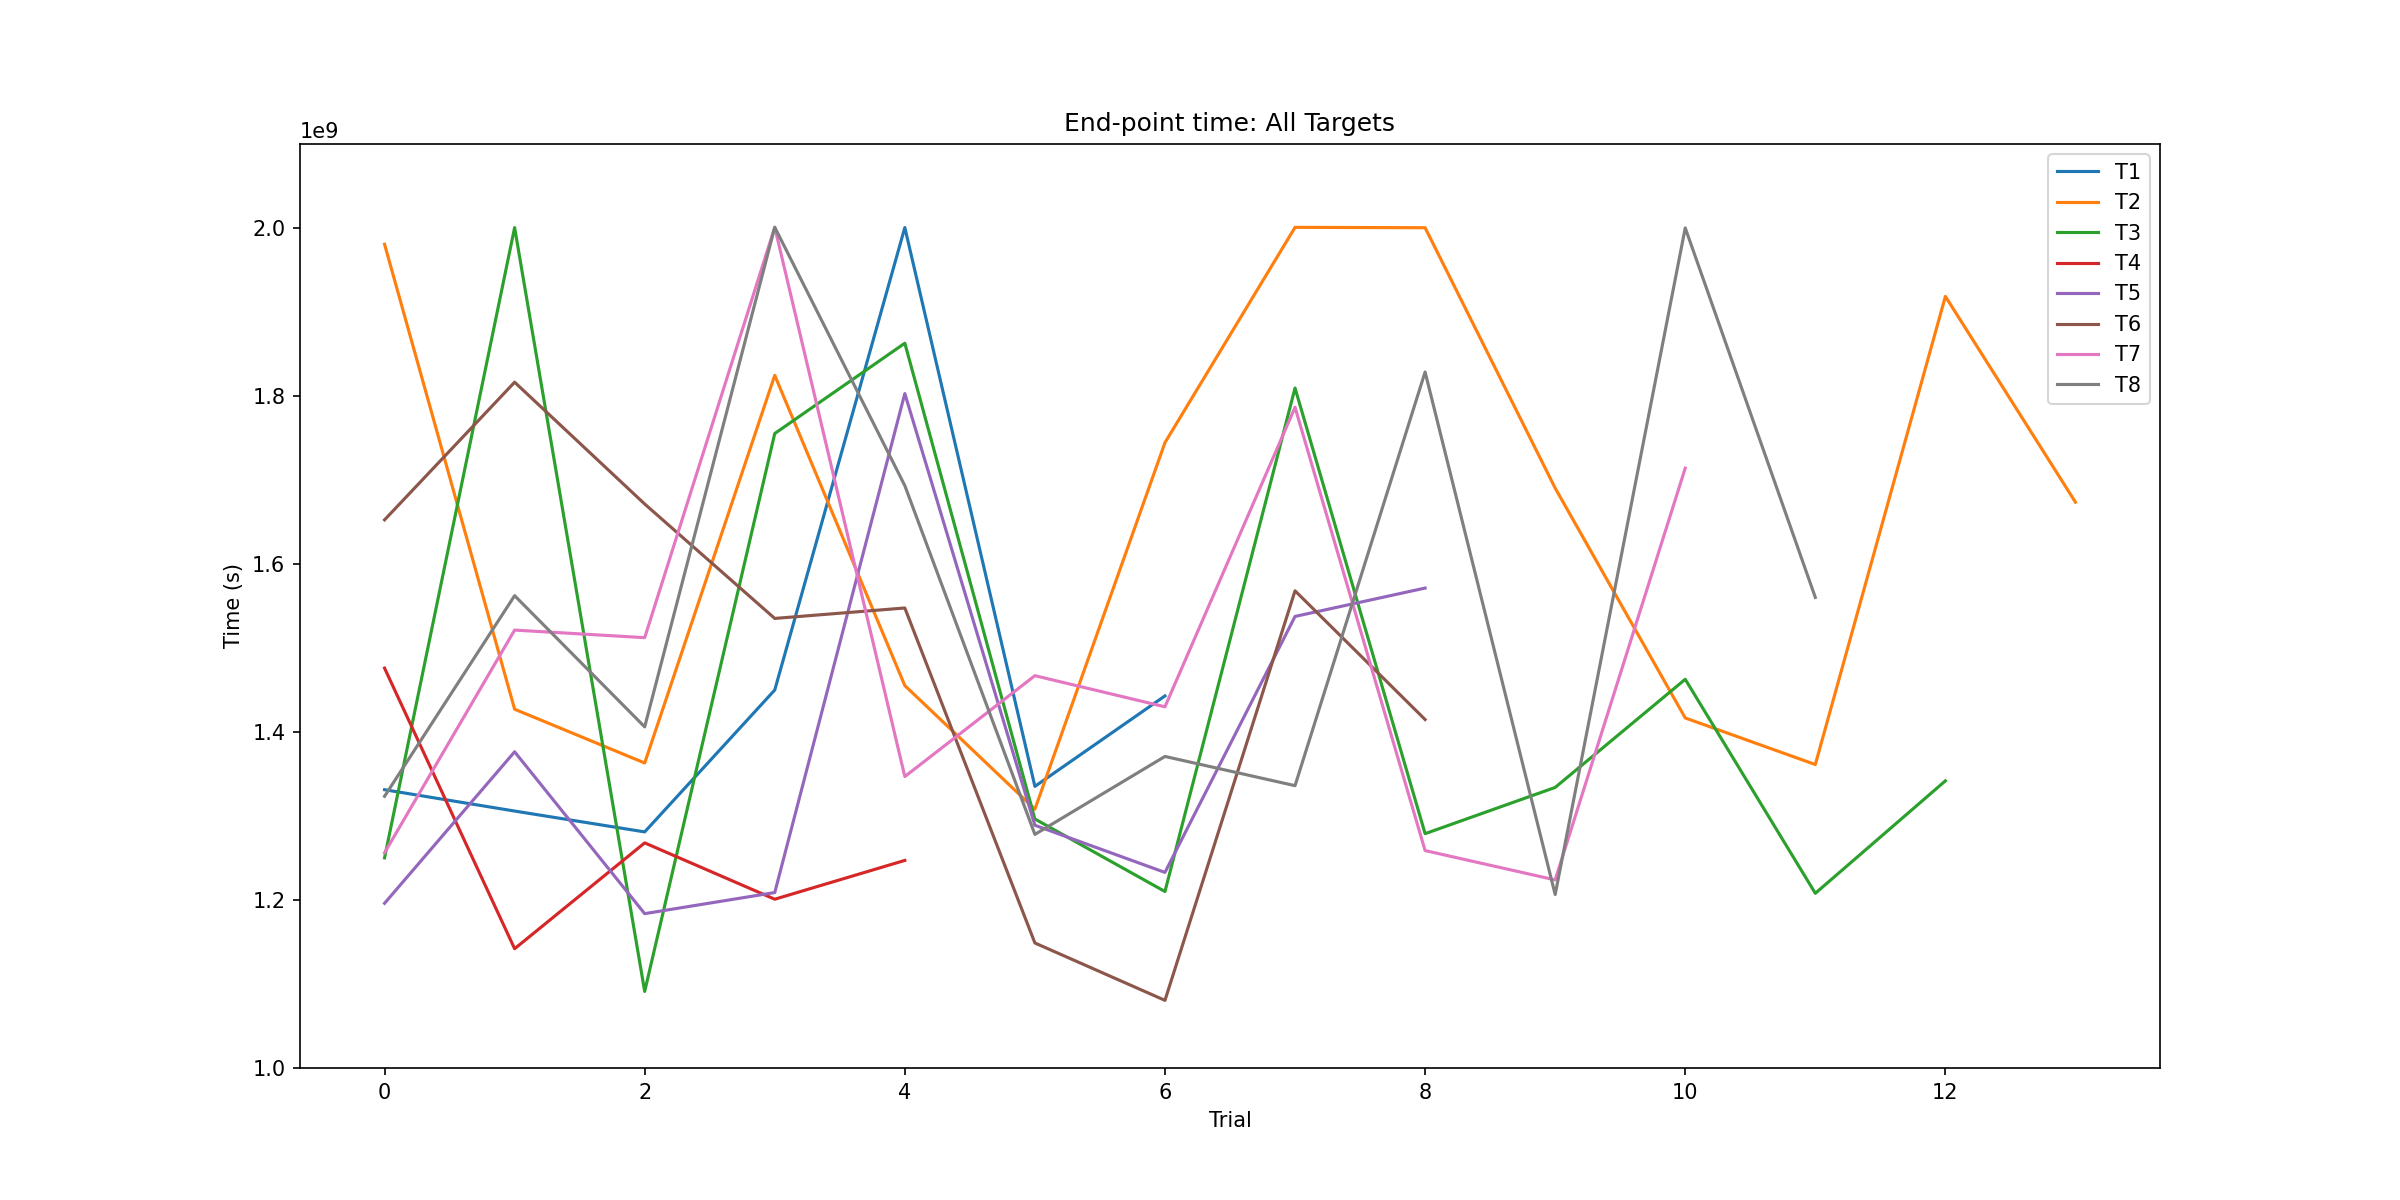 End-point time: All Targets
1e9
2.0
1.8
1.6
1.4
1.2
1.0
Time (s)
0 2 4 6 8 10 12
Trial
T1
T2
T3
T4
T5
T6
T7
T8